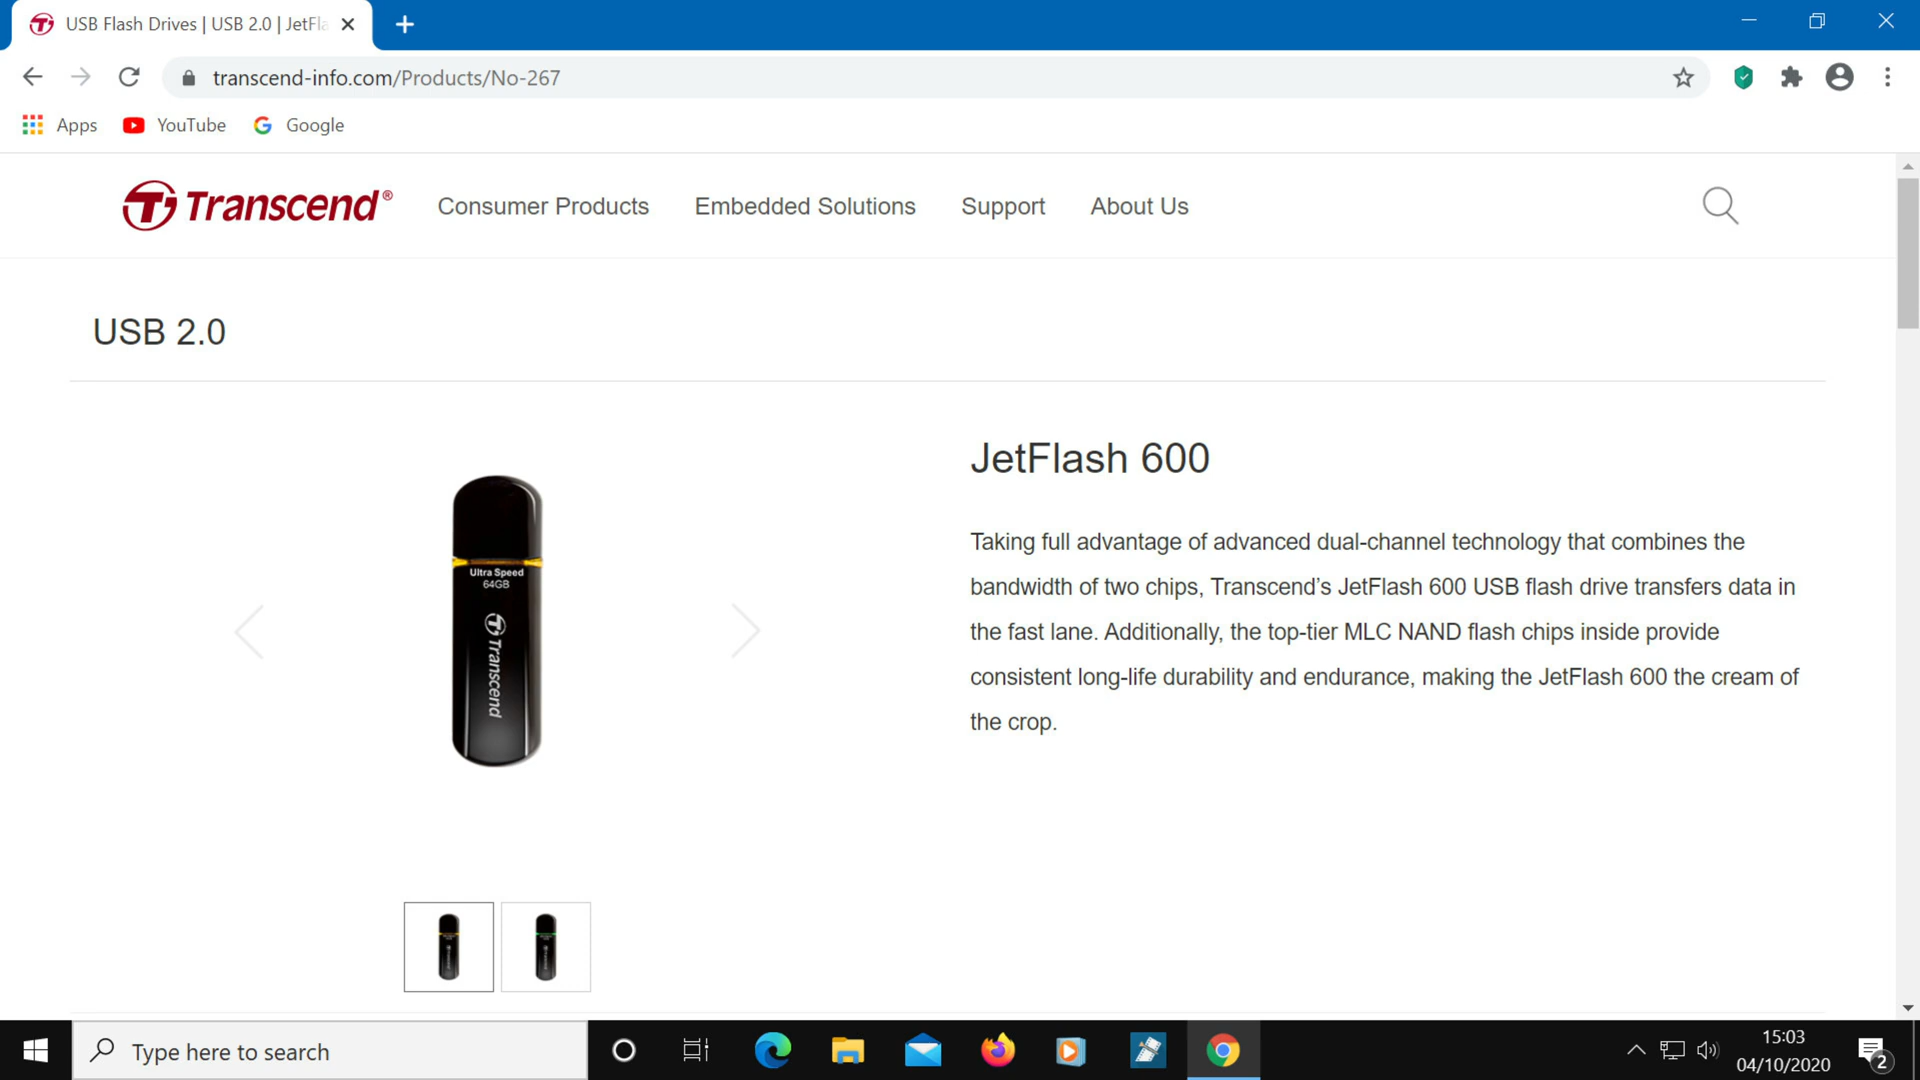 USB Flash Drives | USB 2.0 | JetFla
transcend-info.com/Products/No-267
Apps
YouTube
Google
Transcend®
Consumer Products
Embedded Solutions
Support
About Us
USB 2.0
JetFlash 600
Taking full advantage of advanced dual-channel technology that combines the
bandwidth of two chips, Transcend’s JetFlash 600 USB flash drive transfers data in
the fast lane. Additionally, the top-tier MLC NAND flash chips inside provide
consistent long-life durability and endurance, making the JetFlash 600 the cream of
the crop.
Ultra Speed
64GB
Transcend
Type here to search
15:03
04/10/2020
2